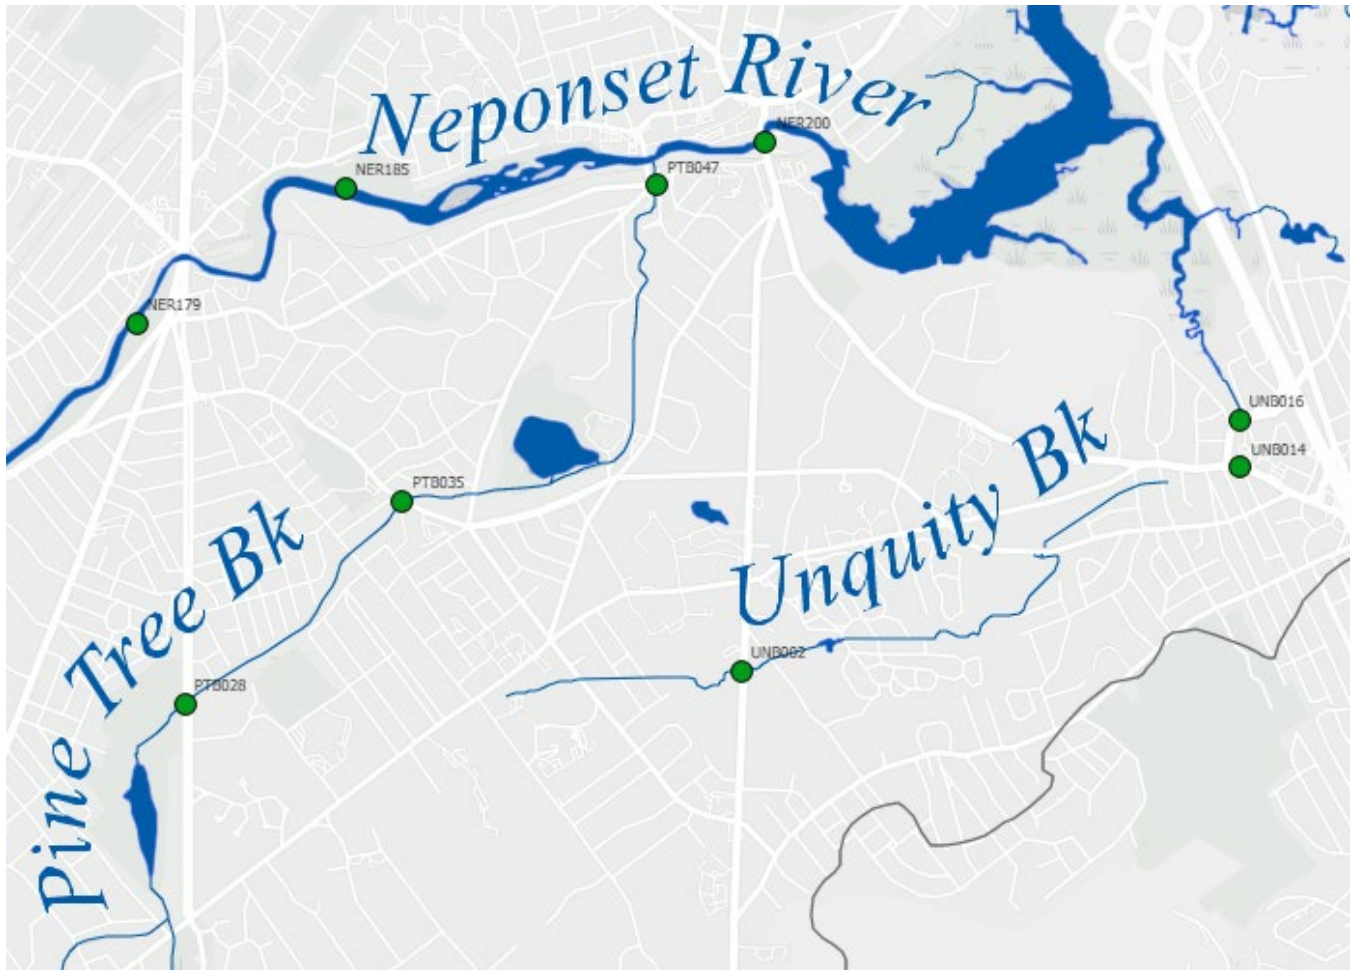 Neponset River
NER200
NER185
PTB047
NER179
UNB016
Unquity Bk
UNB014
PTB035
Pine Tree Bk
UNB002
PTB028